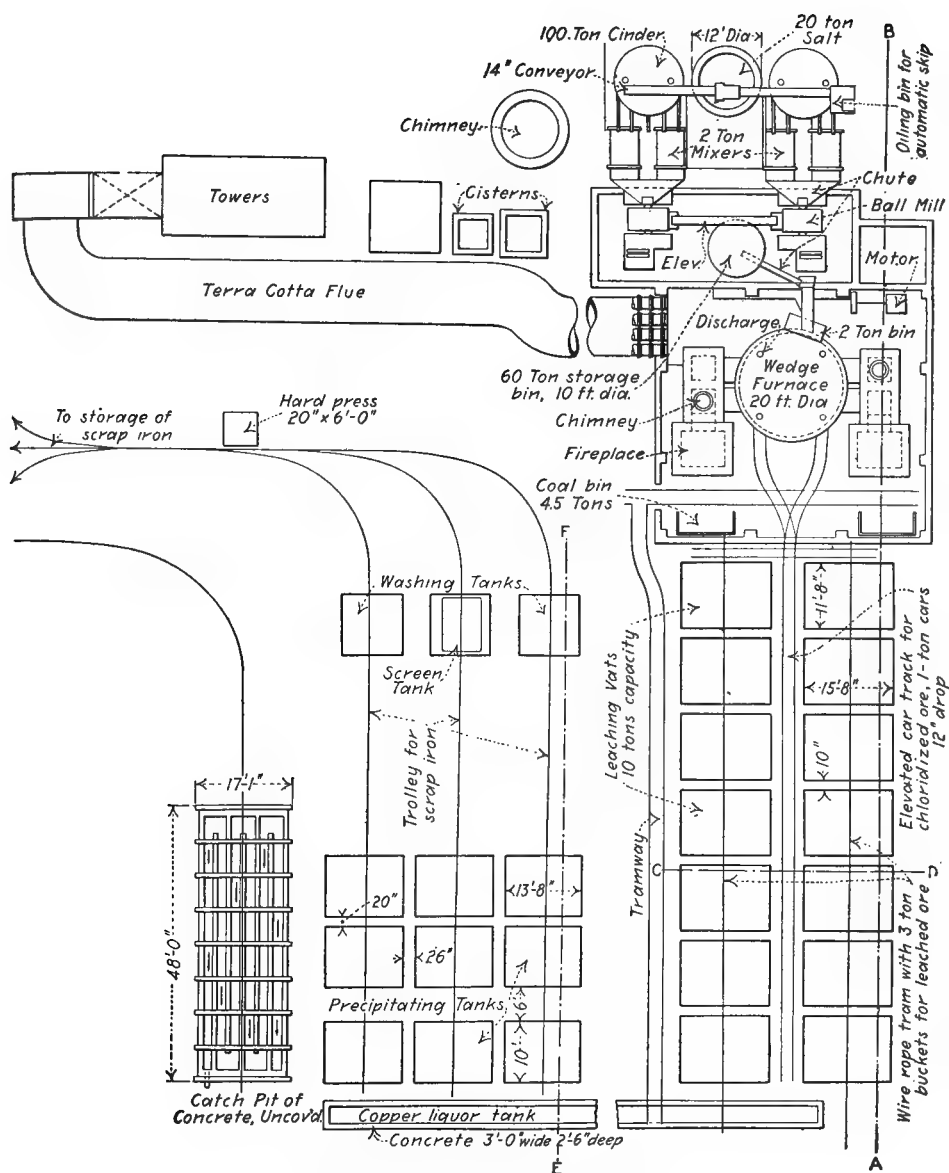 100-Ton Cinder
12' Dia
20 ton
Salt
B
14" Conveyor
Oiling bin for
automatic skip
Chimney
2 Ton
Mixers
Chute
Ball Mill
Towers
Cisterns
Elev.
Motor
Terra Cotta Flue
Discharge
2 Ton bin
Wedge
Furnace
20 ft. Dia
60 Ton storage
bin, 10 ft. dia.
Chimney
Fireplace
Hard press
20" x 6'-0"
To storage of
scrap iron
Coal bin
4.5 Tons
F
Washing Tanks
Screen
Tank
Trolley for
scrap iron
Leaching Vats
10 tons capacity
11'-8"
15'-8"
10"
Elevated car track for
chloridized ore, 1-ton cars
12" drop
17'-1"
48'-0"
Tramway
C
D
13'-8"
20"
26"
Precipitating Tanks
6'
10'
Wire rope tram with 3 ton
buckets for leached ore
Catch Pit of
Concrete, Uncov'd.
Copper liquor tank
Concrete 3'-0" wide 2'-6" deep
E
A